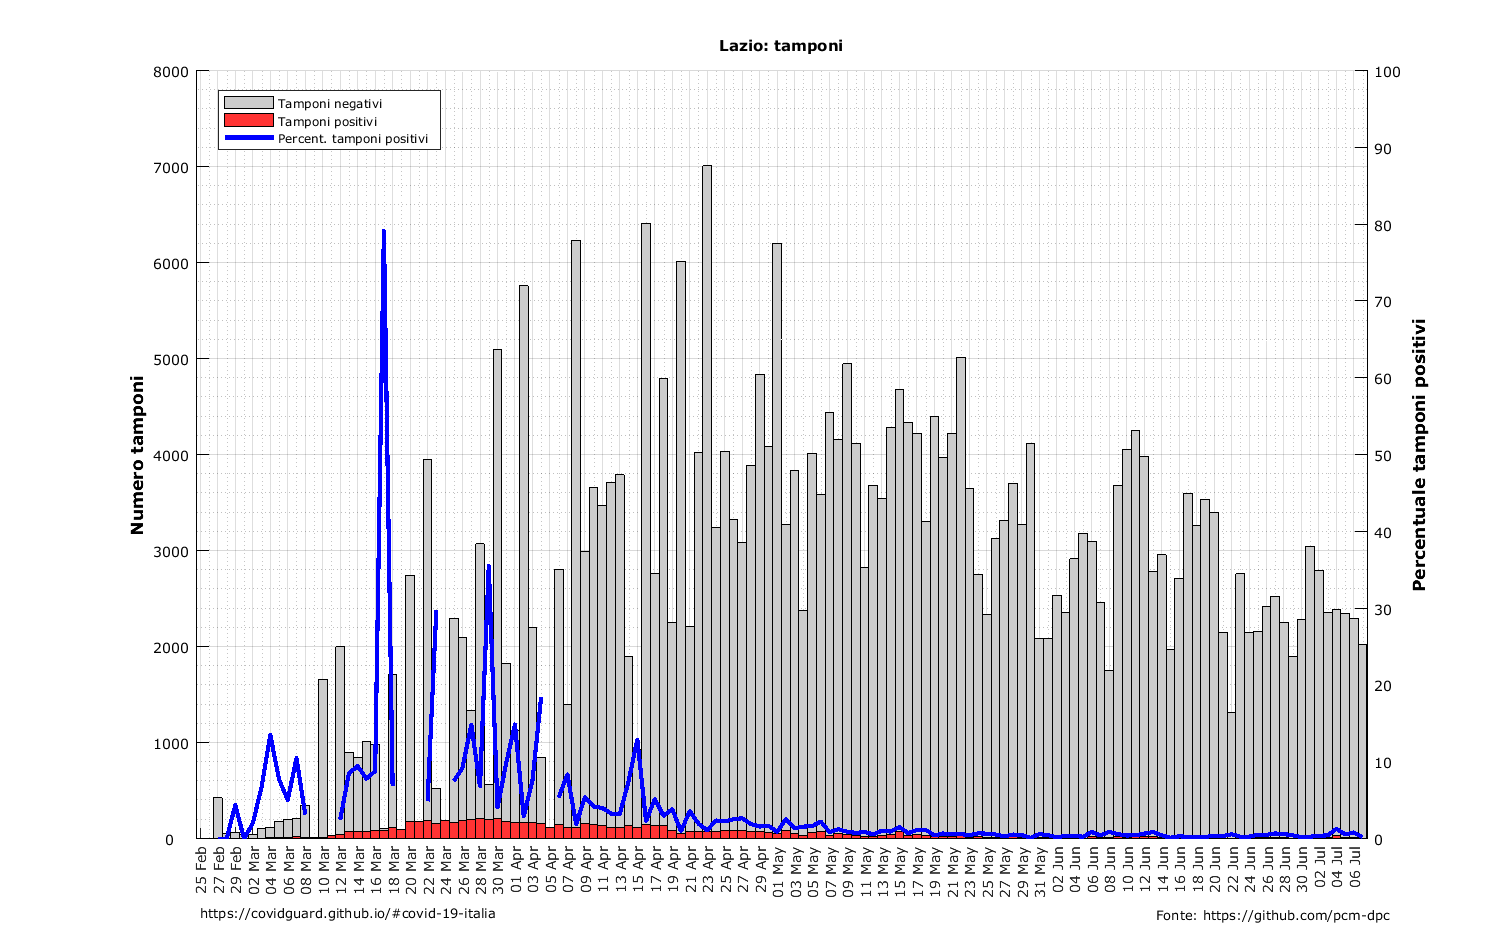 Lazio: tamponi
8000
7000
6000
5000
4000
3000
2000
1000
0
Numero tamponi
Tamponi negativi
Tamponi positivi
Percent. tamponi positivi
100
90
80
70
60
50
40
30
20
10
0
Percentuale tamponi positivi
25 Feb
27 Feb
29 Feb
02 Mar
04 Mar
06 Mar
08 Mar
10 Mar
12 Mar
14 Mar
16 Mar
18 Mar
20 Mar
22 Mar
24 Mar
26 Mar
28 Mar
30 Mar
01 Apr
03 Apr
05 Apr
07 Apr
09 Apr
11 Apr
13 Apr
15 Apr
17 Apr
19 Apr
21 Apr
23 Apr
25 Apr
27 Apr
29 Apr
01 May
03 May
05 May
07 May
09 May
11 May
13 May
15 May
17 May
19 May
21 May
23 May
25 May
27 May
29 May
31 May
02 Jun
04 Jun
06 Jun
08 Jun
10 Jun
12 Jun
14 Jun
16 Jun
18 Jun
20 Jun
22 Jun
24 Jun
26 Jun
28 Jun
30 Jun
02 Jul
04 Jul
06 Jul
https://covidguard.github.io/#covid-19-italia
Fonte: https://github.com/pcm-dpc